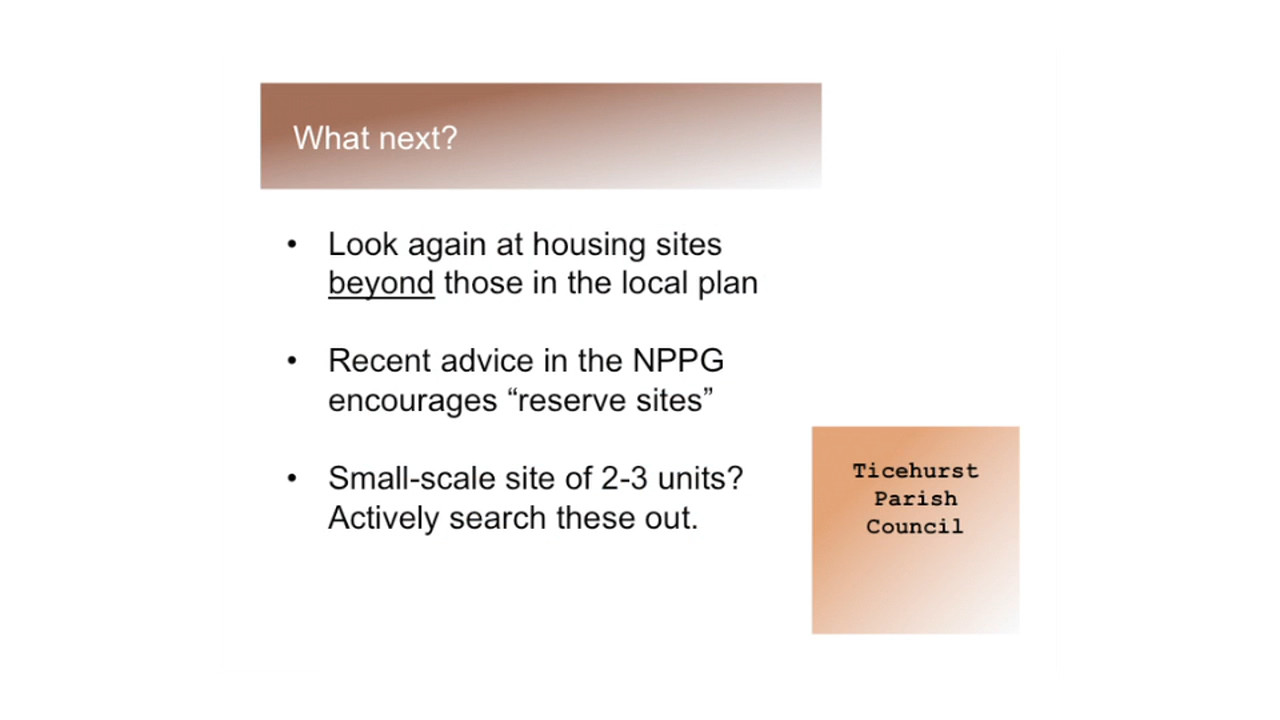 What next?
• Look again at housing sites
beyond those in the local plan
• Recent advice in the NPPG
encourages “reserve sites”
• Small-scale site of 2-3 units?
Actively search these out.
Ticehurst
Parish
Council